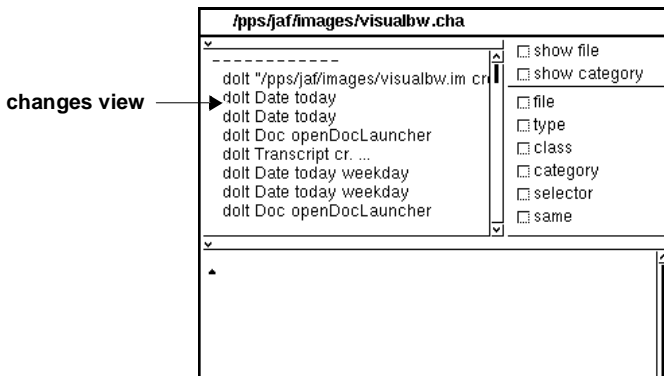 /pps/jaf/images/visualbw.cha
changes view
------------
doIt "/pps/jaf/images/visualbw.im cr
doIt Date today
doIt Date today
doIt Doc openDocLauncher
doIt Transcript cr. ...
doIt Date today weekday
doIt Date today weekday
doIt Doc openDocLauncher
show file
show category
file
type
class
category
selector
same